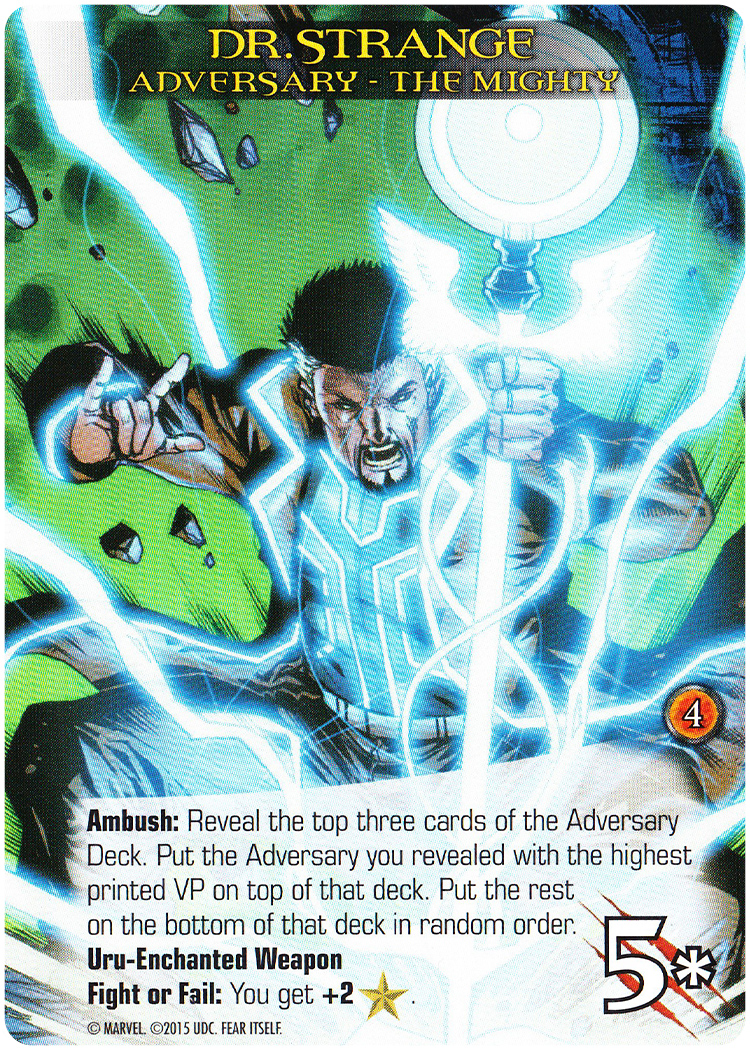 DR. STRANGE
ADVERSARY - THE MIGHTY
4
Ambush: Reveal the top three cards of the Adversary
Deck. Put the Adversary you revealed with the highest
printed VP on top of that deck. Put the rest
on the bottom of that deck in random order.
Uru-Enchanted Weapon
Fight or Fail: You get +2 .
5*
© MARVEL. ©2015 UDC. FEAR ITSELF.